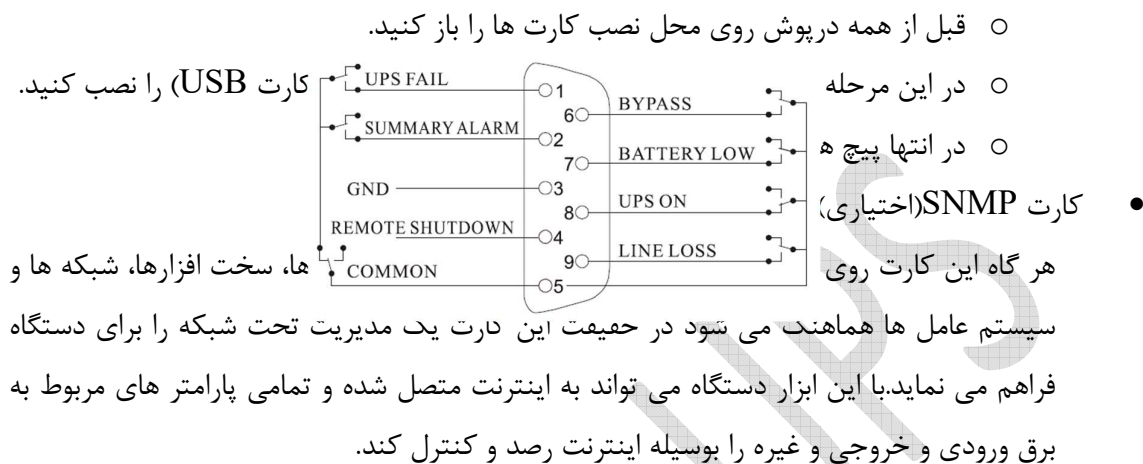 ○ قبل از همه درپوش روی محل نصب کارت ها را باز کنید.
○ در این مرحله
کارت USB) را نصب کنید.
○ در انتها پیچ ه
● کارت SNMP(اختیاری)
هر گاه این کارت روی
ها، سخت افزارها، شبکه ها و
سیستم عامل ها هماهنگ می شود در حقیقت این کارت یک مدیریت تحت شبکه را برای دستگاه
فراهم می نماید.با این ابزار دستگاه می تواند به اینترنت متصل شده و تمامی پارامتر های مربوط به
برق ورودی و خروجی و غیره را بوسیله اینترنت رصد و کنترل کند.
UPS FAIL
1
SUMMARY ALARM
2
GND
3
REMOTE SHUTDOWN
4
COMMON
5
6
BYPASS
7
BATTERY LOW
8
UPS ON
9
LINE LOSS
UPS